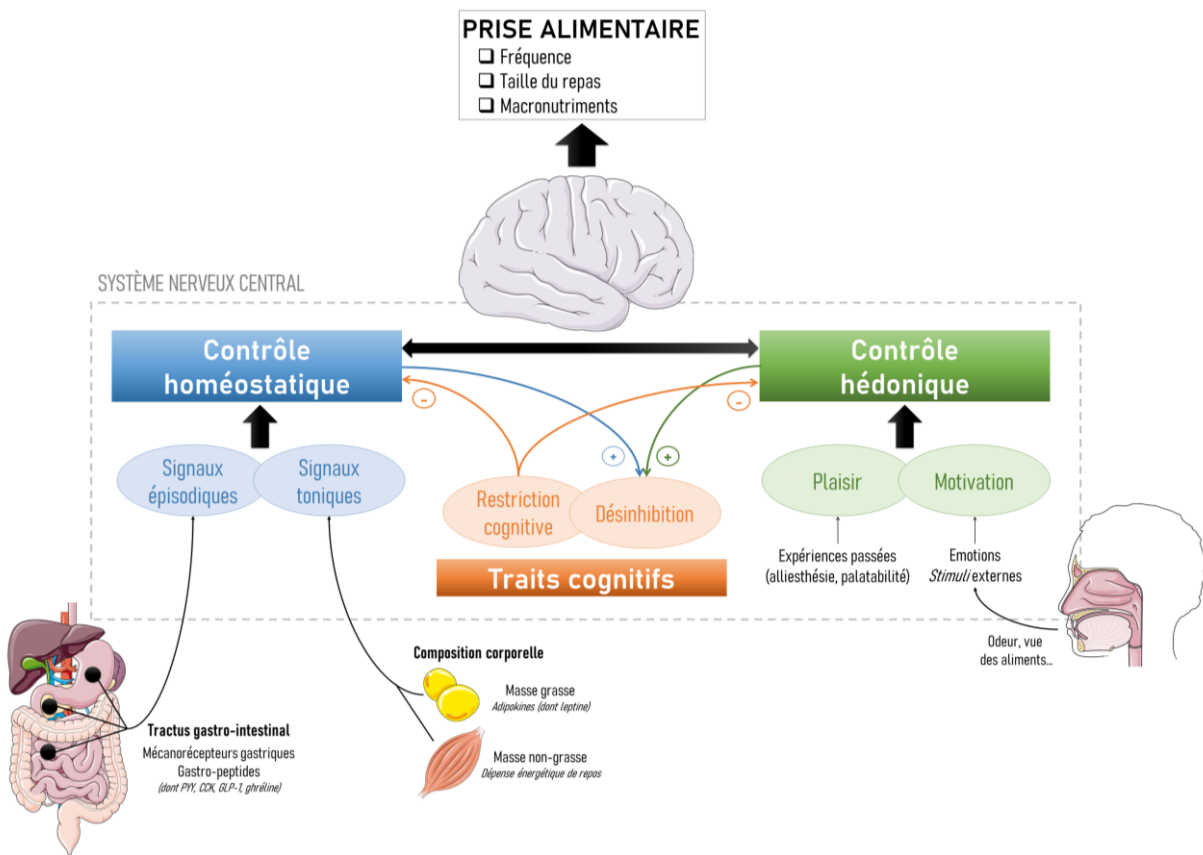 PRISE ALIMENTAIRE
❑ Fréquence
❑ Taille du repas
❑ Macronutriments
SYSTÈME NERVEUX CENTRAL
Contrôle
homéostatique
Contrôle
hédonique
-
-
+
+
Signaux
épisodiques
Signaux
toniques
Restriction
cognitive
Désinhibition
Plaisir
Motivation
Traits cognitifs
Expériences passées
(alliesthésie, palatabilité)
Emotions
Stimuli externes
Odeur, vue
des aliments…
Tractus gastro-intestinal
Mécanorécepteurs gastriques
Gastro-peptides
(dont PYY, CCK, GLP-1, ghréline)
Composition corporelle
Masse grasse
Adipokines (dont leptine)
Masse non-grasse
Dépense énergétique de repos